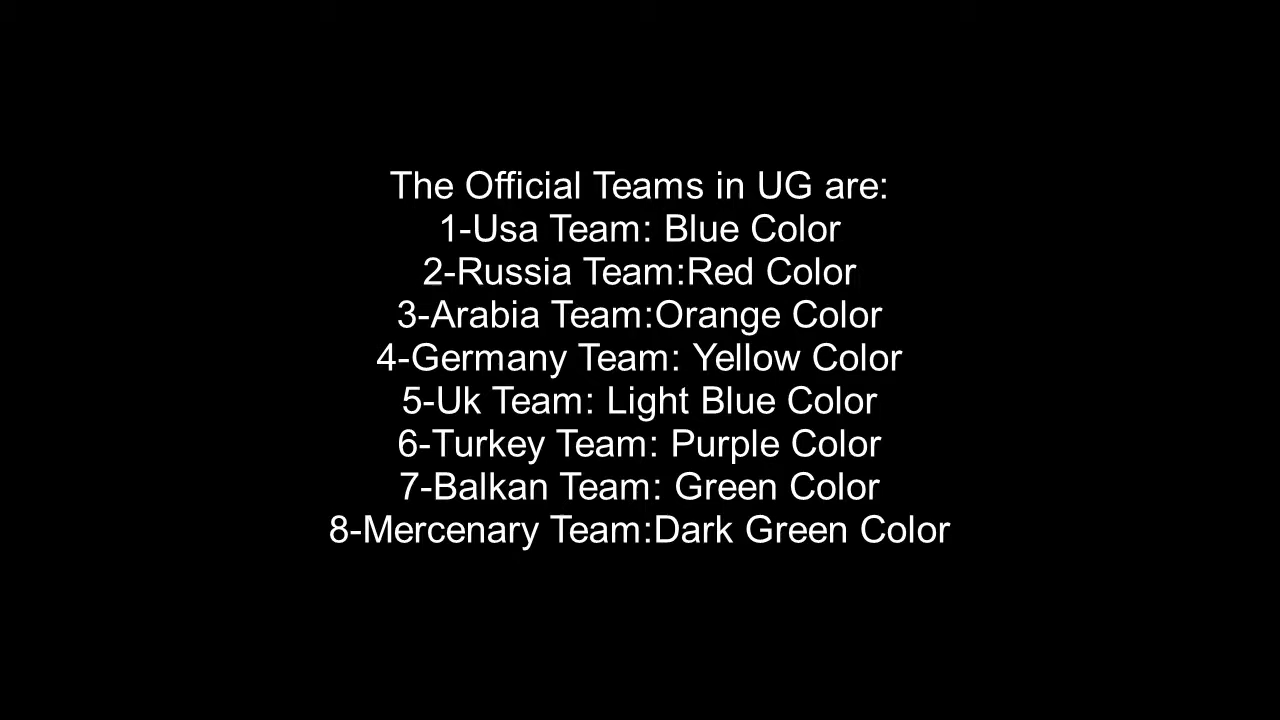 The Official Teams in UG are:
1-Usa Team: Blue Color
2-Russia Team:Red Color
3-Arabia Team:Orange Color
4-Germany Team: Yellow Color
5-Uk Team: Light Blue Color
6-Turkey Team: Purple Color
7-Balkan Team: Green Color
8-Mercenary Team:Dark Green Color